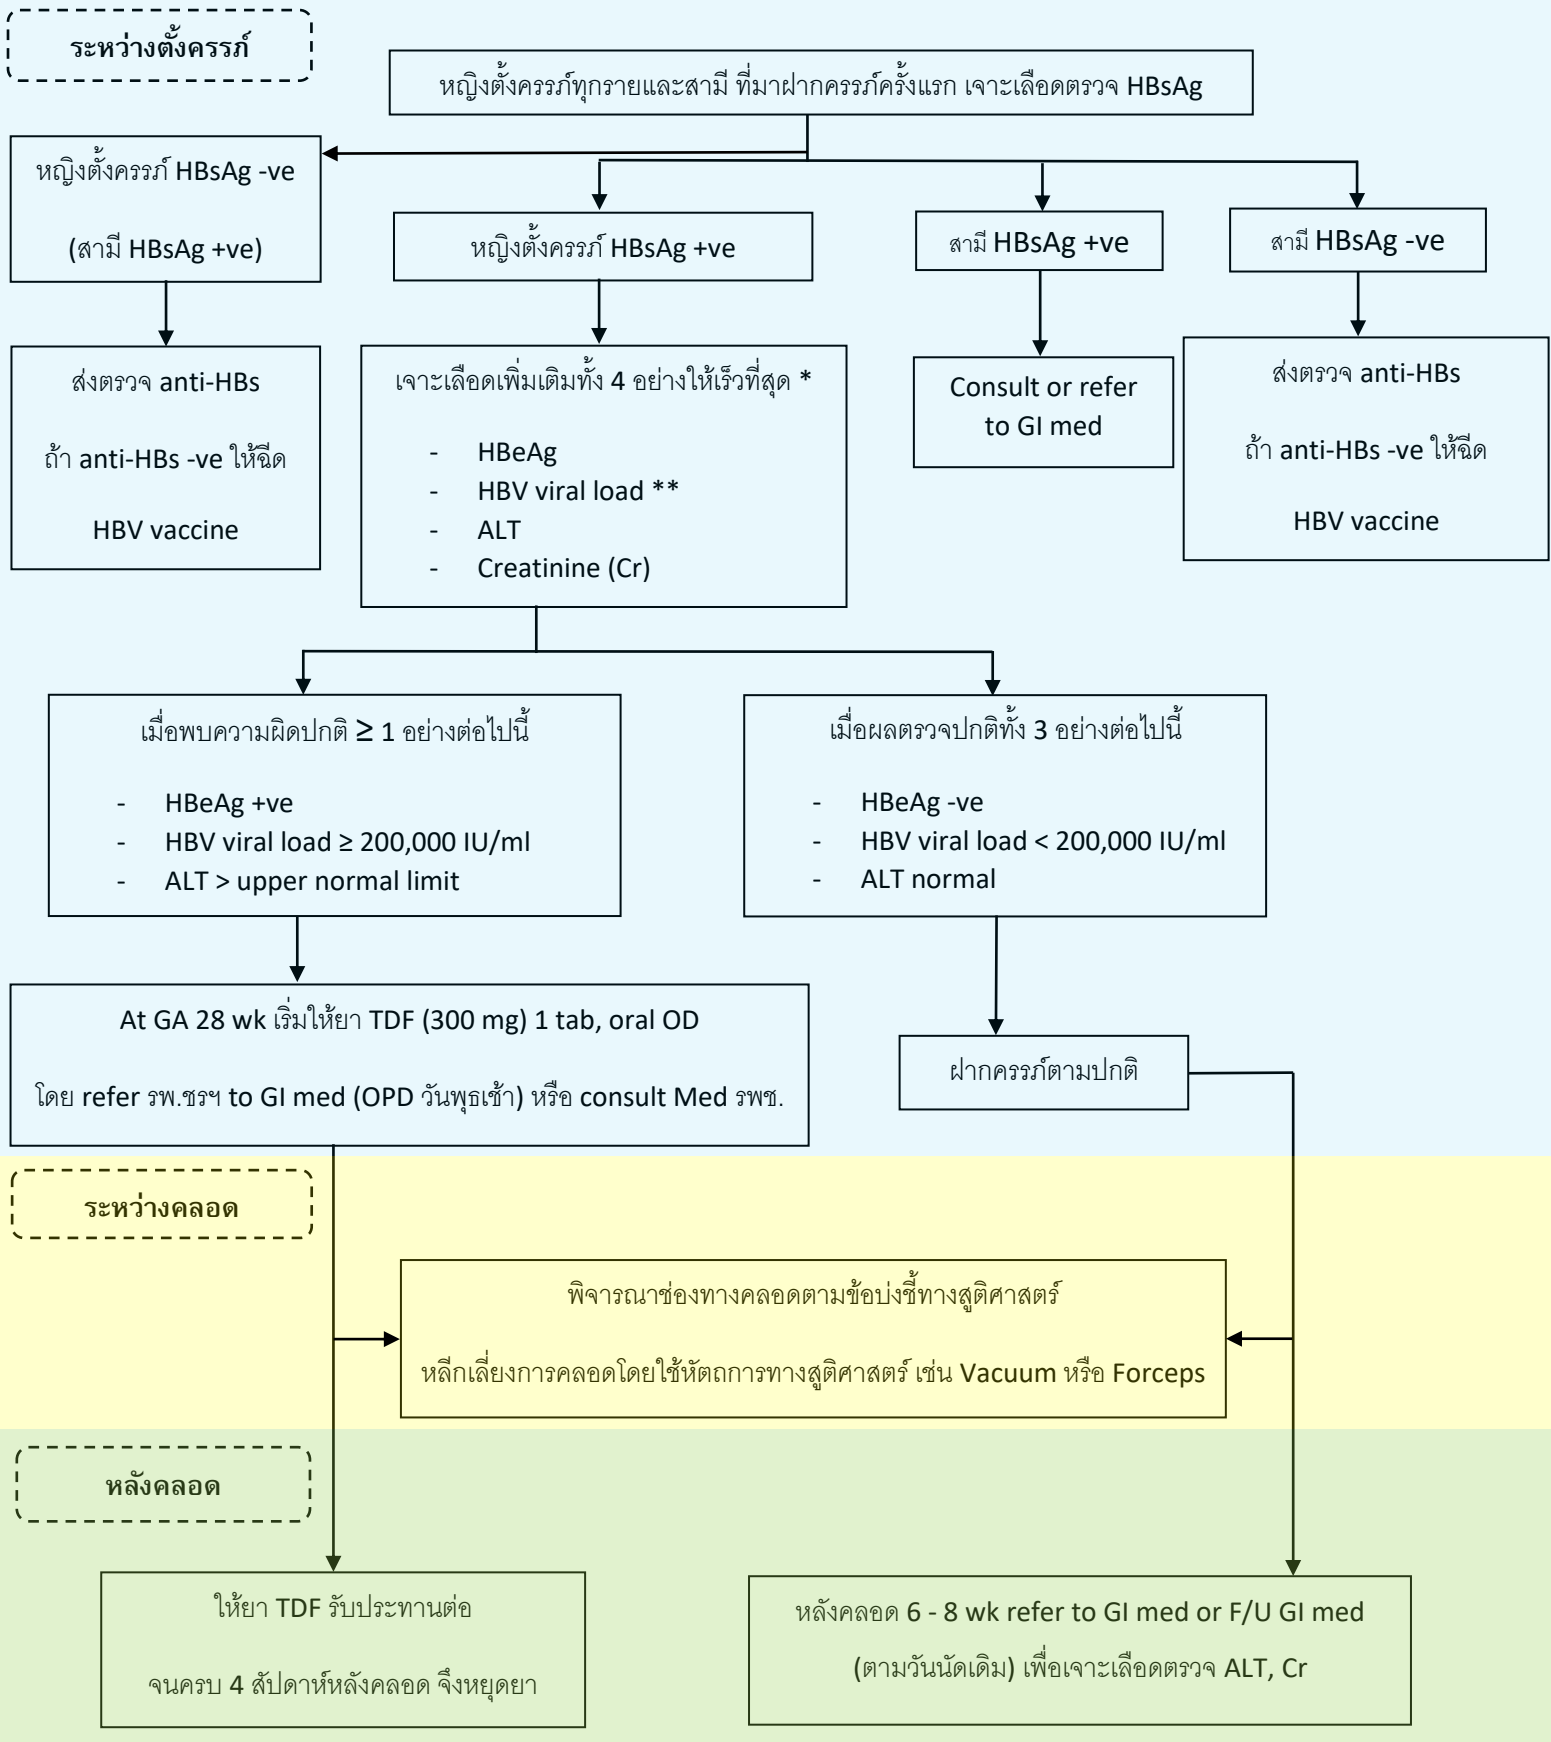 ระหว่างตั้งครรภ์
หญิงตั้งครรภ์ทุกรายและสามี ที่มาฝากครรภ์ครั้งแรก เจาะเลือดตรวจ HBsAg
หญิงตั้งครรภ์ HBsAg -ve
(สามี HBsAg +ve)
หญิงตั้งครรภ์ HBsAg +ve
สามี HBsAg +ve
สามี HBsAg -ve
ส่งตรวจ anti-HBs
ถ้า anti-HBs -ve ให้ฉีด
HBV vaccine
เจาะเลือดเพิ่มเติมทั้ง 4 อย่างให้เร็วที่สุด *
- HBeAg
- HBV viral load **
- ALT
- Creatinine (Cr)
Consult or refer
to GI med
ส่งตรวจ anti-HBs
ถ้า anti-HBs -ve ให้ฉีด
HBV vaccine
เมื่อพบความผิดปกติ ≥ 1 อย่างต่อไปนี้
- HBeAg +ve
- HBV viral load ≥ 200,000 IU/ml
- ALT > upper normal limit
เมื่อผลตรวจปกติทั้ง 3 อย่างต่อไปนี้
- HBeAg -ve
- HBV viral load < 200,000 IU/ml
- ALT normal
At GA 28 wk เริ่มให้ยา TDF (300 mg) 1 tab, oral OD
โดย refer รพ.ชรฯ to GI med (OPD วันพุธเช้า) หรือ consult Med รพช.
ฝากครรภ์ตามปกติ
ระหว่างคลอด
พิจารณาช่องทางคลอดตามข้อบ่งชี้ทางสูติศาสตร์
หลีกเลี่ยงการคลอดโดยใช้หัตถการทางสูติศาสตร์ เช่น Vacuum หรือ Forceps
หลังคลอด
ให้ยา TDF รับประทานต่อ
จนครบ 4 สัปดาห์หลังคลอด จึงหยุดยา
หลังคลอด 6 - 8 wk refer to GI med or F/U GI med
(ตามวันนัดเดิม) เพื่อเจาะเลือดตรวจ ALT, Cr